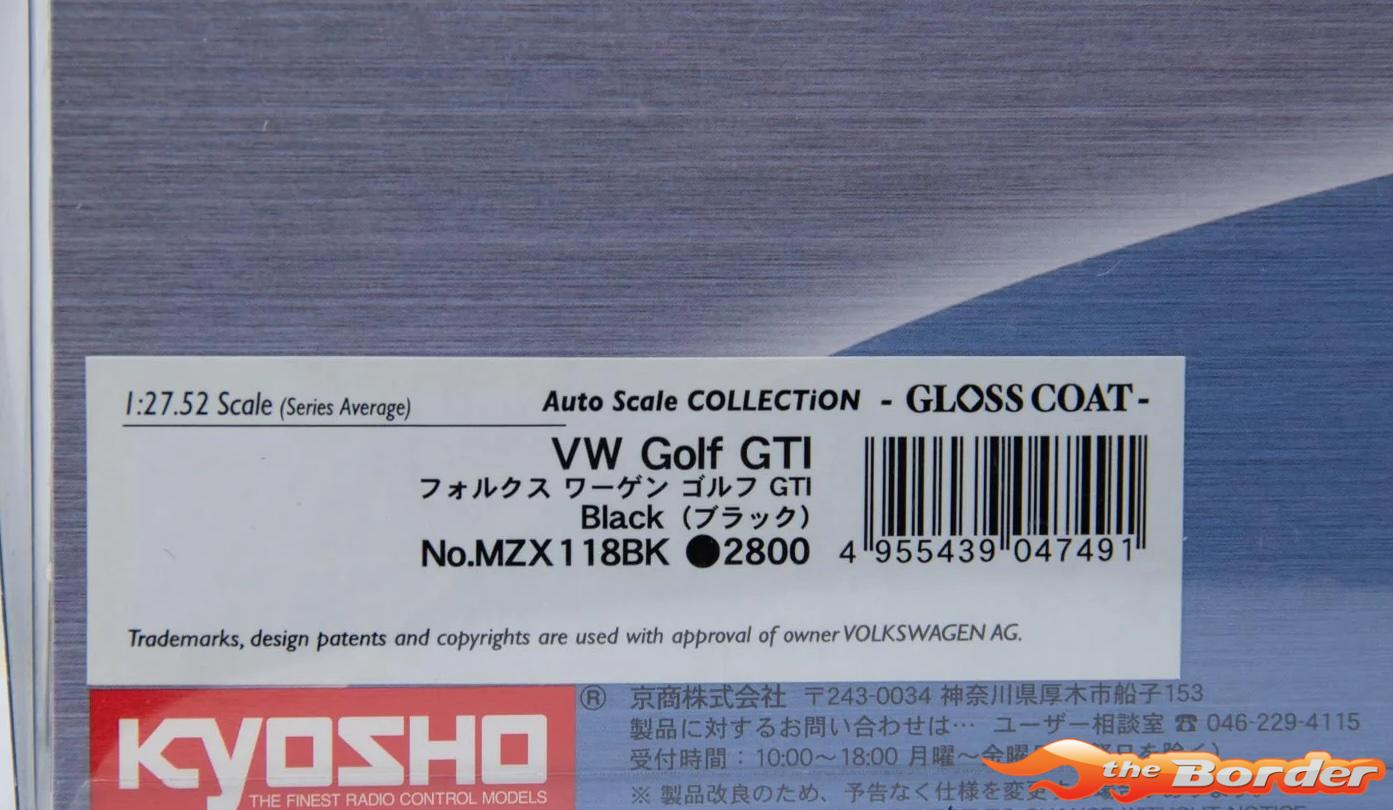 1:27.52 Scale (Series Average)
Auto Scale COLLECTiON - GLOSS COAT -
VW Golf GTI
フォルクス ワーゲン ゴルフ GTI
Black（ブラック）
No.MZX118BK ●2800
4 955439 047491
Trademarks, design patents and copyrights are used with approval of owner VOLKSWAGEN AG.
KYOSHO ®
THE FINEST RADIO CONTROL MODELS
京商株式会社 〒243-0034 神奈川県厚木市船子153
製品に対するお問い合わせは… ユーザー相談室 ☎ 046-229-4115
受付時間：10:00〜18:00 月曜〜金曜
※ 製品改良のため、予告なく仕様を変更
the Border